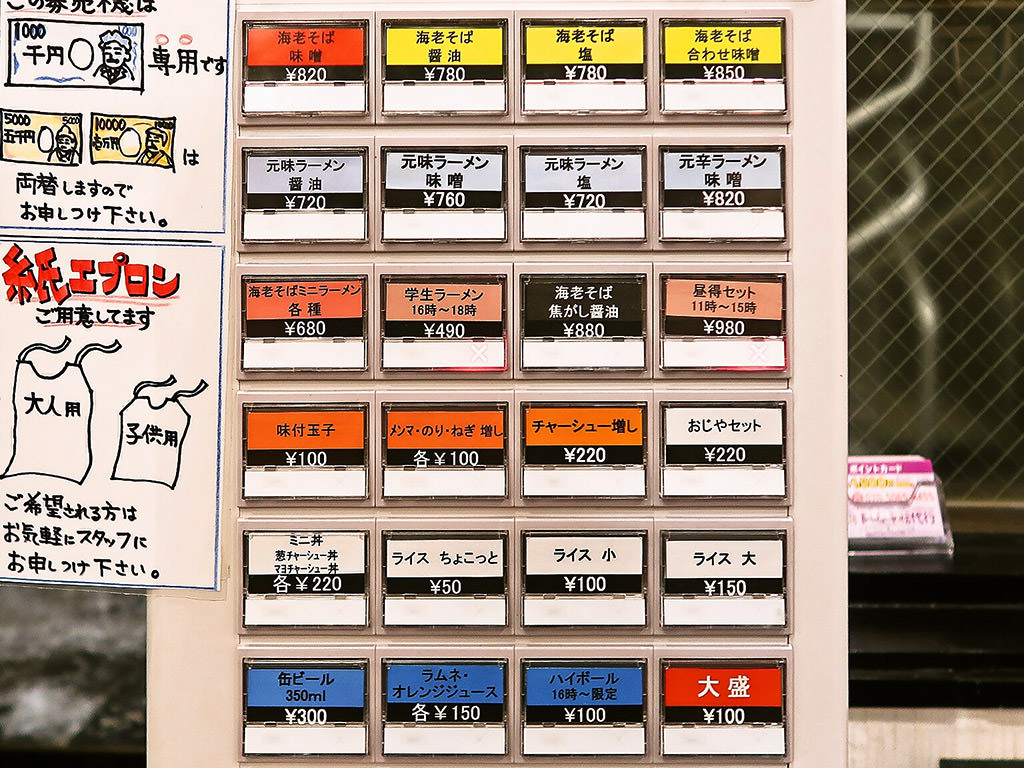 この券売機は
1000
千円
専用です
5000
5000
五千円
10000
壱万円
は
両替しますので
お申しつけ下さい。
紙エプロン
ご用意してます
大人用
子供用
ご希望される方は
お気軽にスタッフに
お申しつけ下さい。
海老そば
味噌
¥820
海老そば
醤油
¥780
海老そば
塩
¥780
海老そば
合わせ味噌
¥850
元味ラーメン
醤油
¥720
元味ラーメン
味噌
¥760
元味ラーメン
塩
¥720
元辛ラーメン
味噌
¥820
海老そばミニラーメン
各種
¥680
学生ラーメン
16時~18時
¥490
海老そば
焦がし醤油
¥880
昼得セット
11時~15時
¥980
味付玉子
¥100
メンマ・のり・ねぎ 増し
各¥100
チャーシュー増し
¥220
おじやセット
¥220
ミニ丼
葱チャーシュー丼
マヨチャーシュー丼
各¥220
ライス ちょこっと
¥50
ライス 小
¥100
ライス 大
¥150
缶ビール
350ml
¥300
ラムネ・
オレンジジュース
各¥150
ハイボール
16時~限定
¥100
大盛
¥100
ポイントカード